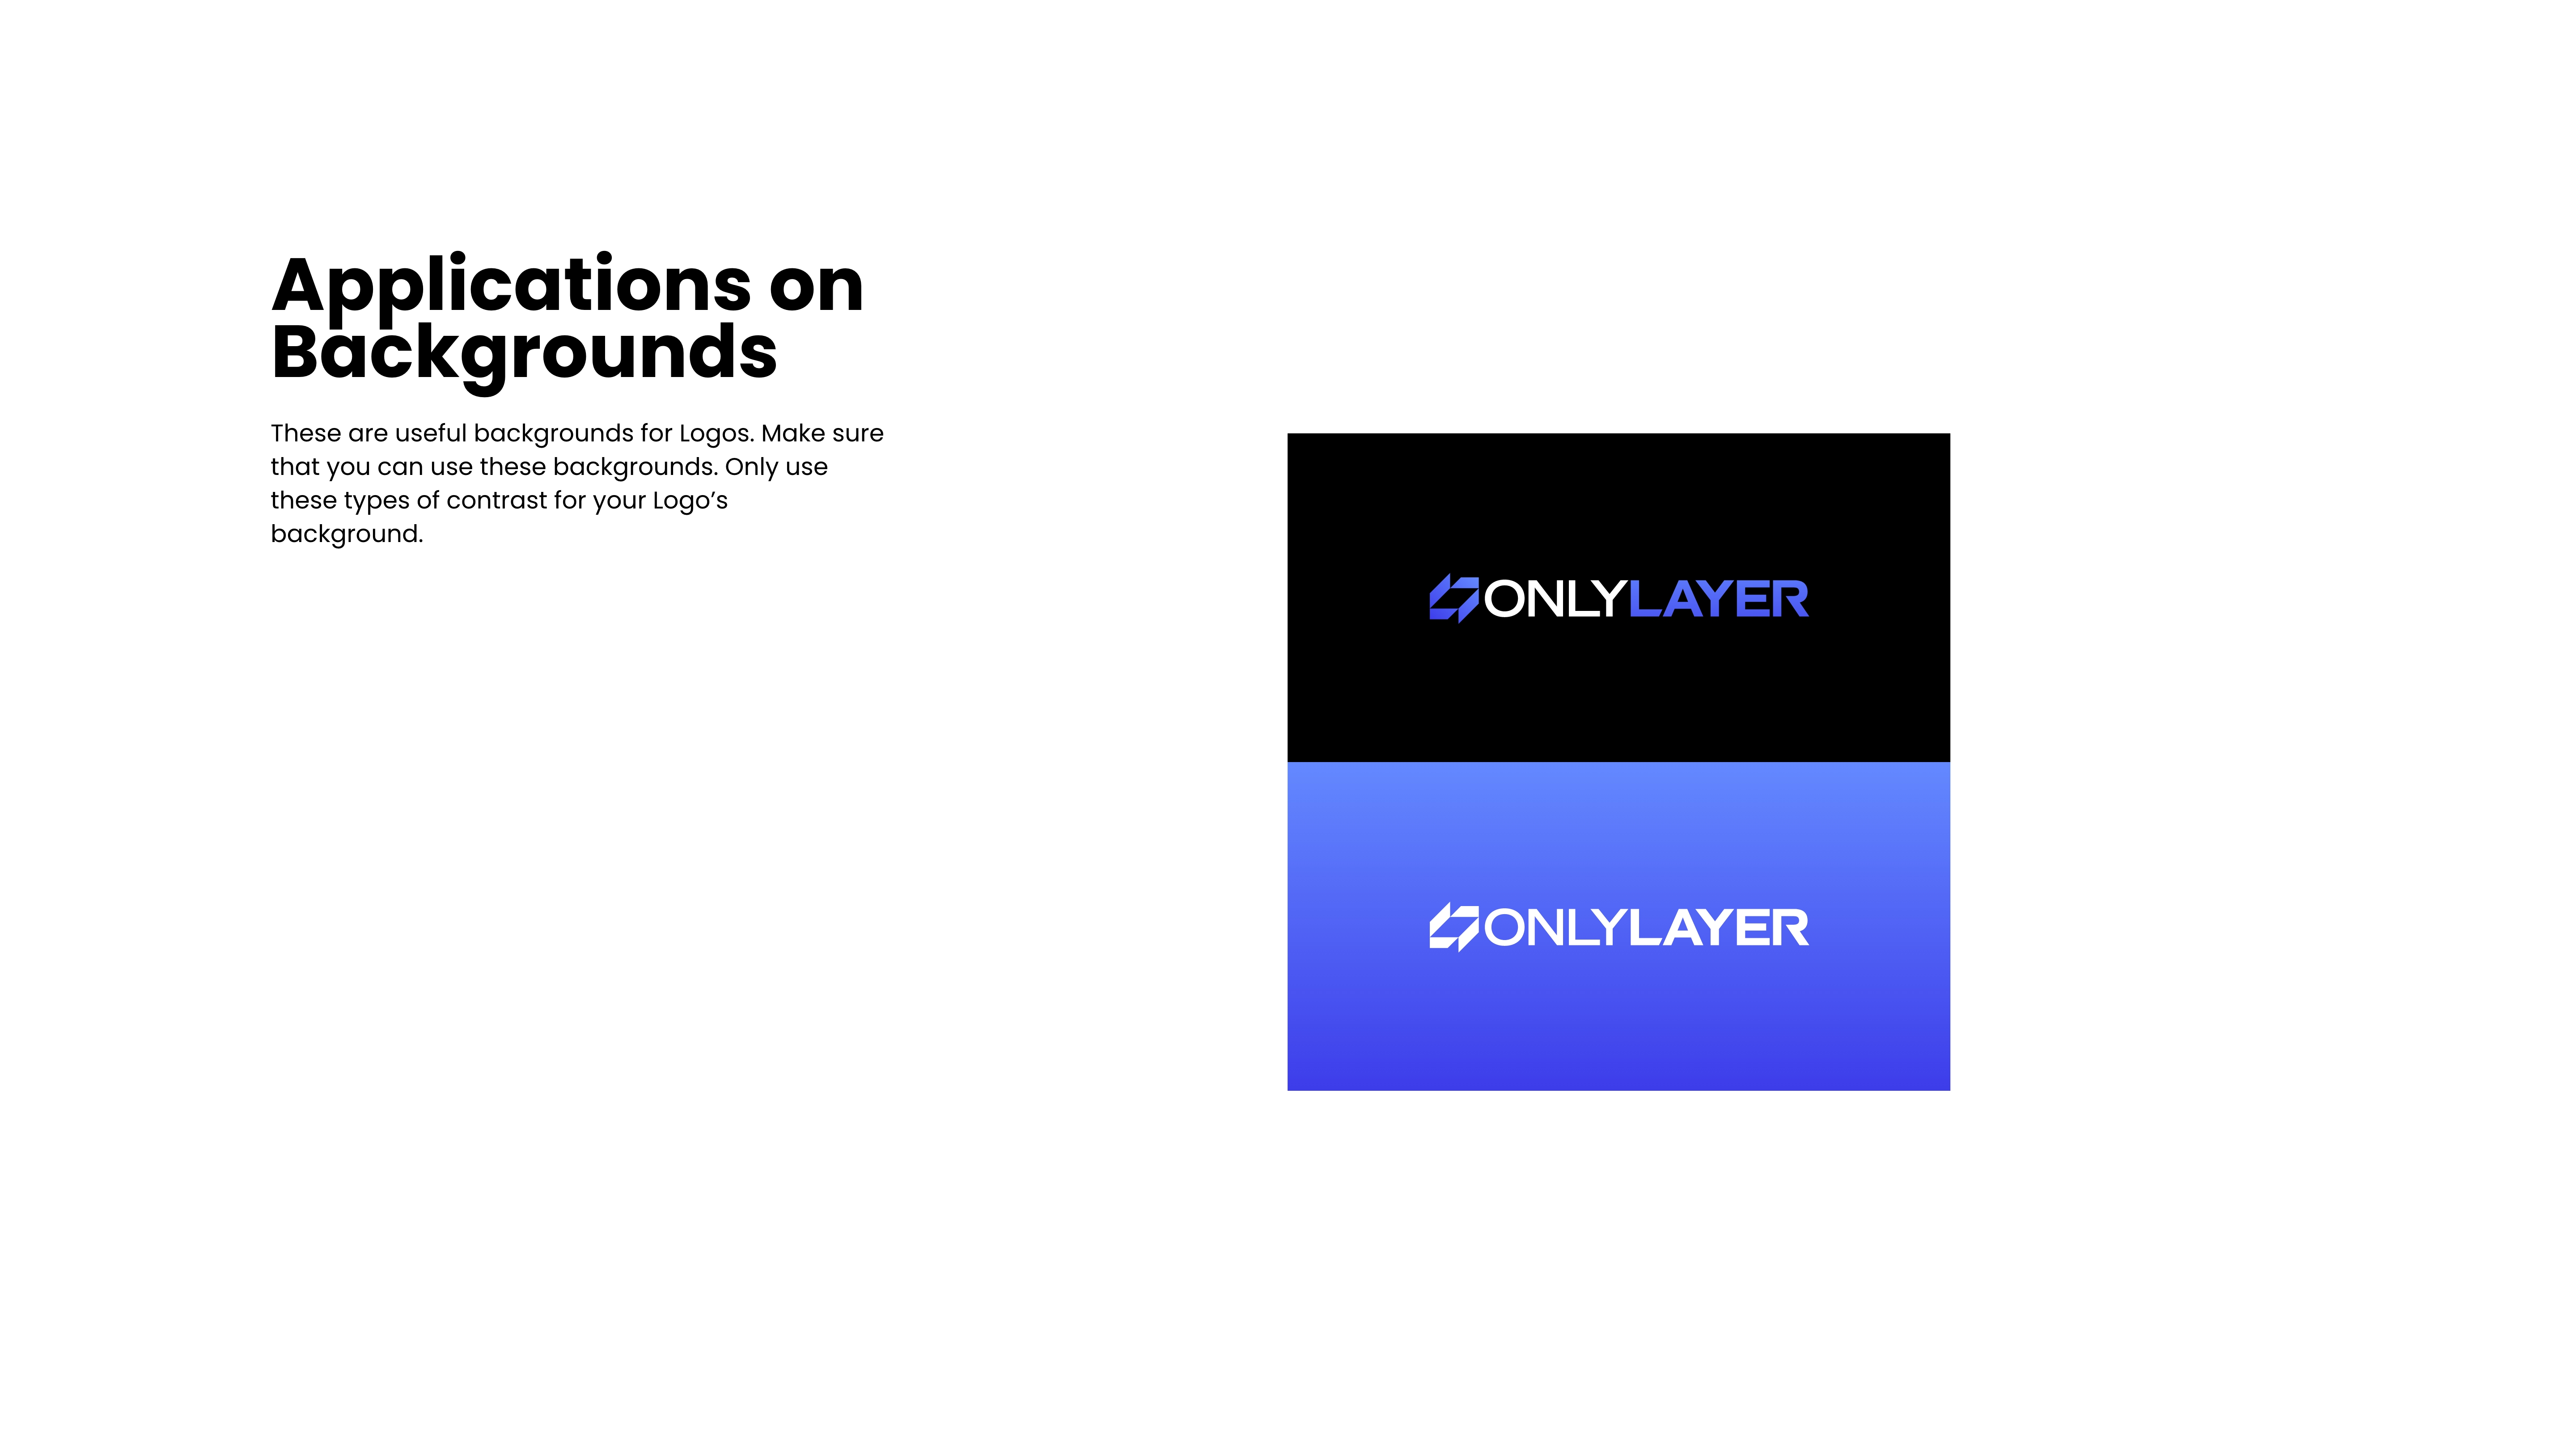 Applications on
Backgrounds
These are useful backgrounds for Logos. Make sure
that you can use these backgrounds. Only use
these types of contrast for your Logo’s
background.
ONLYLAYER
ONLYLAYER